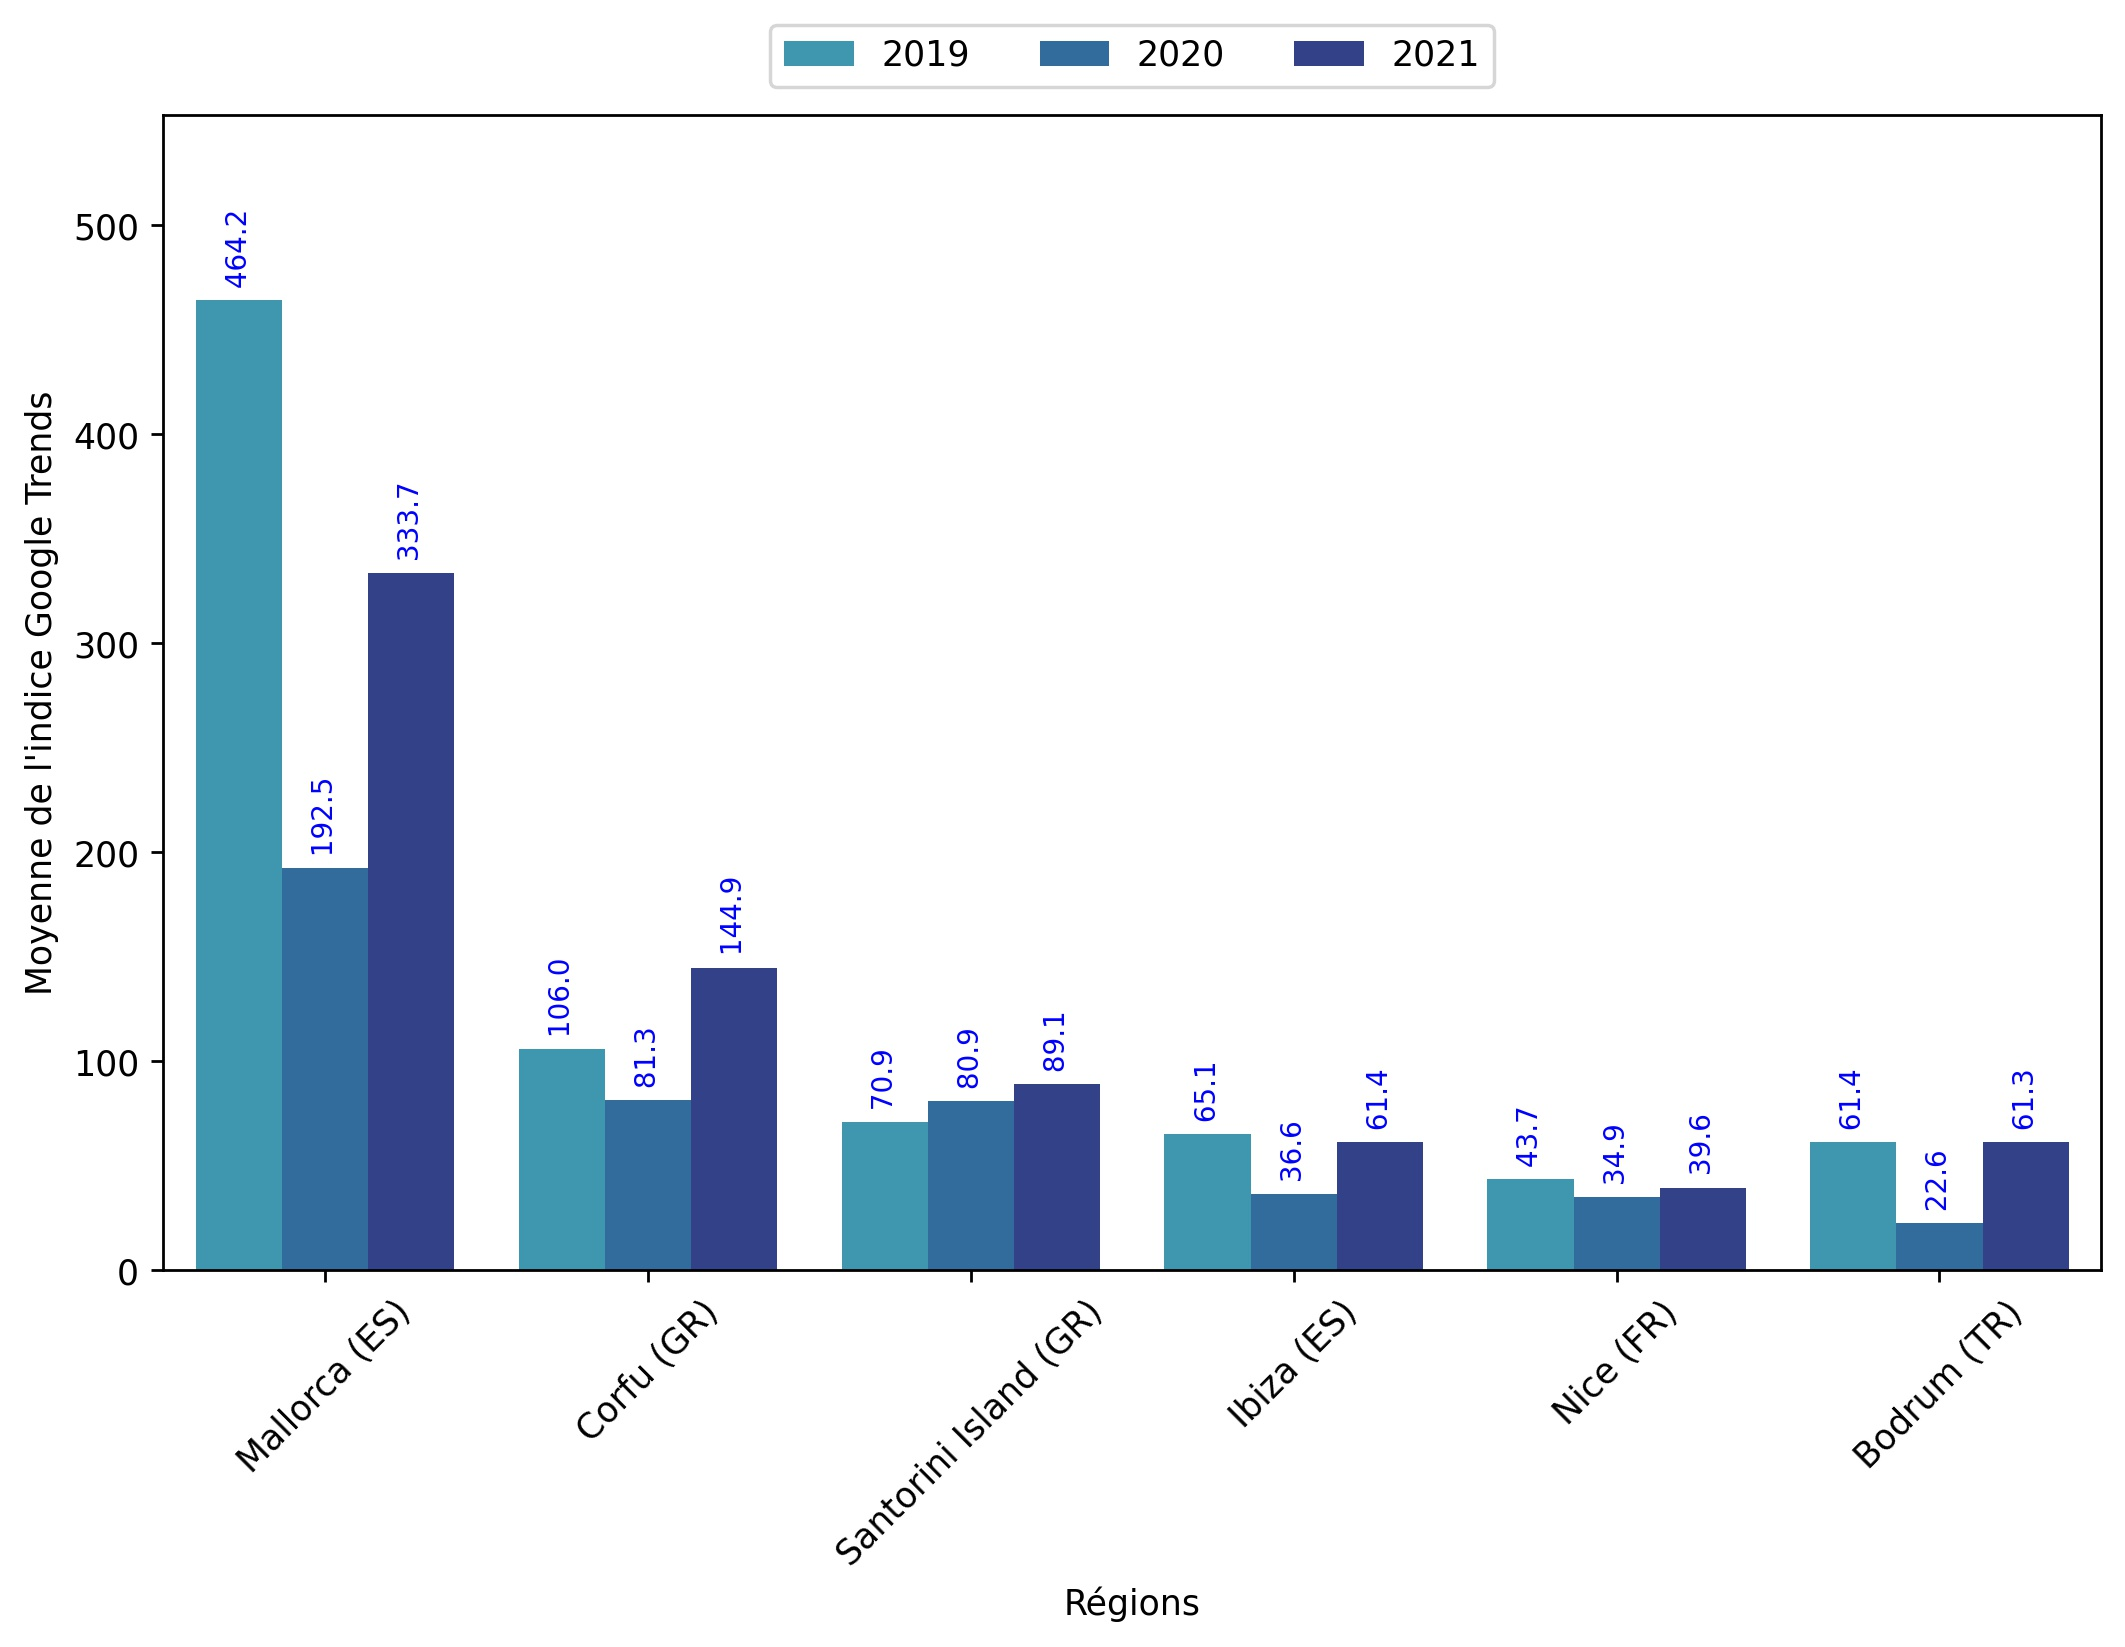 2019 2020 2021
Moyenne de l'indice Google Trends
500
400
300
200
100
0
464.2
192.5
333.7
106.0
81.3
144.9
70.9
80.9
89.1
65.1
36.6
61.4
43.7
34.9
39.6
61.4
22.6
61.3
Mallorca (ES)
Corfu (GR)
Santorini Island (GR)
Ibiza (ES)
Nice (FR)
Bodrum (TR)
Régions